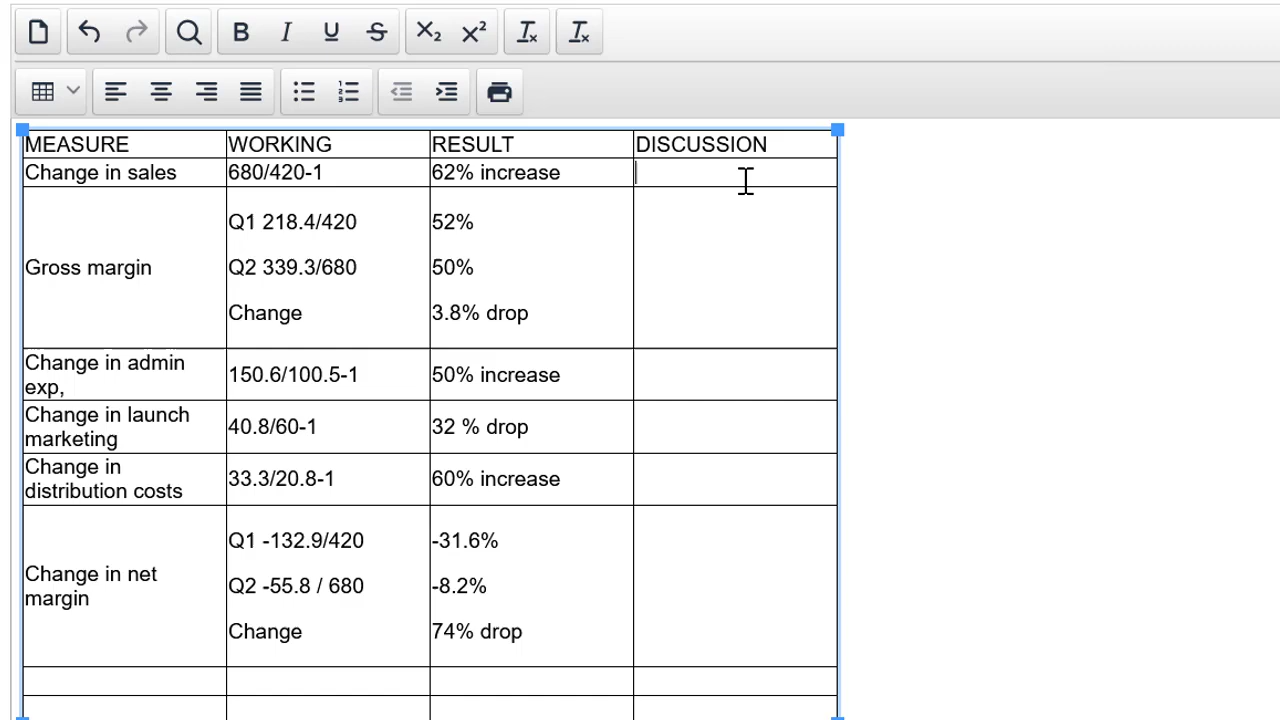 MEASURE WORKING RESULT DISCUSSION
Change in sales 680/420-1 62% increase
Gross margin
Q1 218.4/420 52%
Q2 339.3/680 50%
Change 3.8% drop
Change in admin
exp,
150.6/100.5-1 50% increase
Change in launch
marketing
40.8/60-1 32 % drop
Change in
distribution costs
33.3/20.8-1 60% increase
Change in net
margin
Q1 -132.9/420 -31.6%
Q2 -55.8 / 680 -8.2%
Change 74% drop